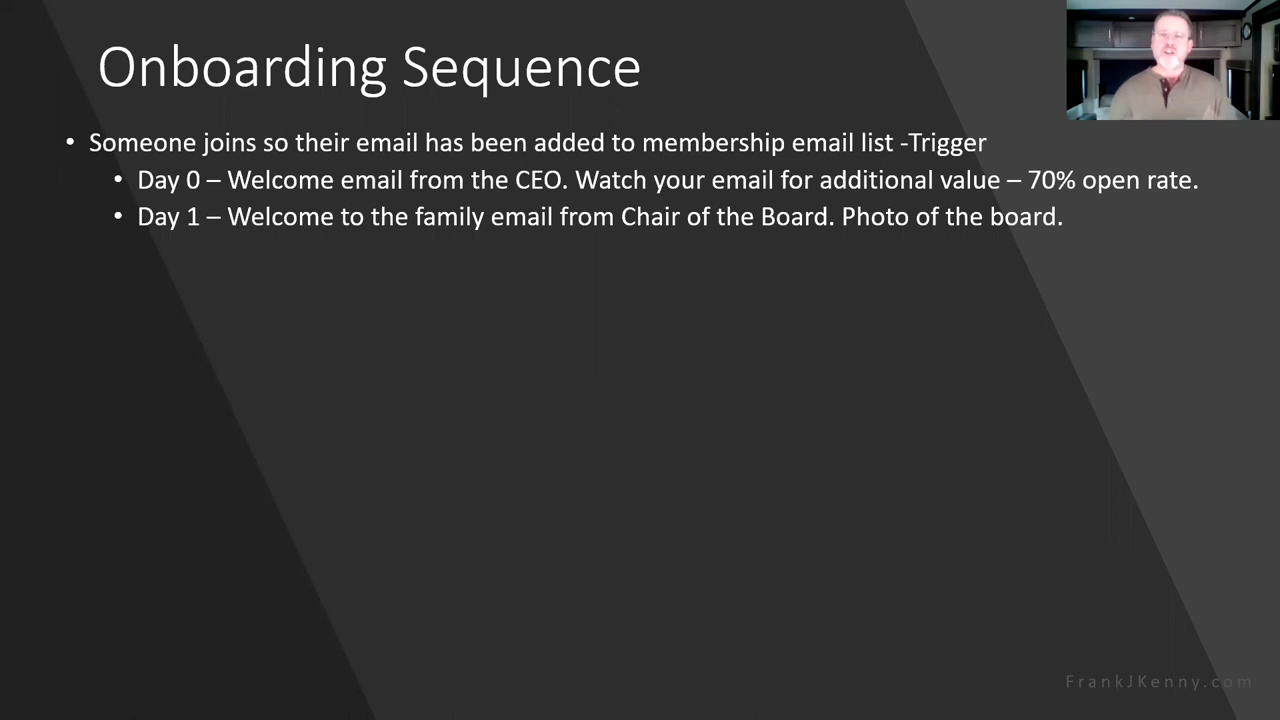 Onboarding Sequence
• Someone joins so their email has been added to membership email list -Trigger
• Day 0 – Welcome email from the CEO. Watch your email for additional value – 70% open rate.
• Day 1 – Welcome to the family email from Chair of the Board. Photo of the board.
FrankJKenny.com